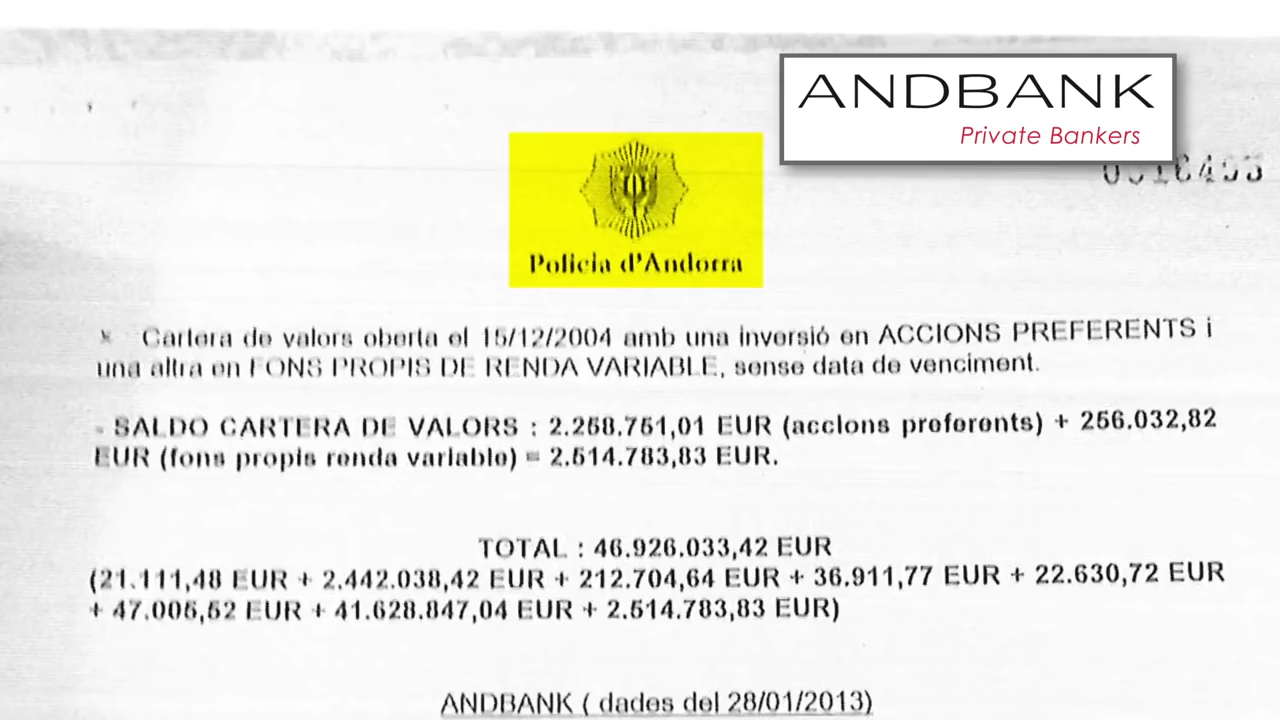 ANDBANK
Private Bankers
Policia d'Andorra
* Cartera de valors oberta el 15/12/2004 amb una inversió en ACCIONS PREFERENTS i
una altra en FONS PROPIS DE RENDA VARIABLE, sense data de venciment.
- SALDO CARTERA DE VALORS : 2.258.751,01 EUR (accions preferents) + 256.032,82
EUR (fons propis renda variable) = 2.514.783,83 EUR.
TOTAL : 46.926.033,42 EUR
(21.111,48 EUR + 2.442.038,42 EUR + 212.704,64 EUR + 36.911,77 EUR + 22.630,72 EUR
+ 47.005,52 EUR + 41.628.847,04 EUR + 2.514.783,83 EUR)
ANDBANK ( dades del 28/01/2013)